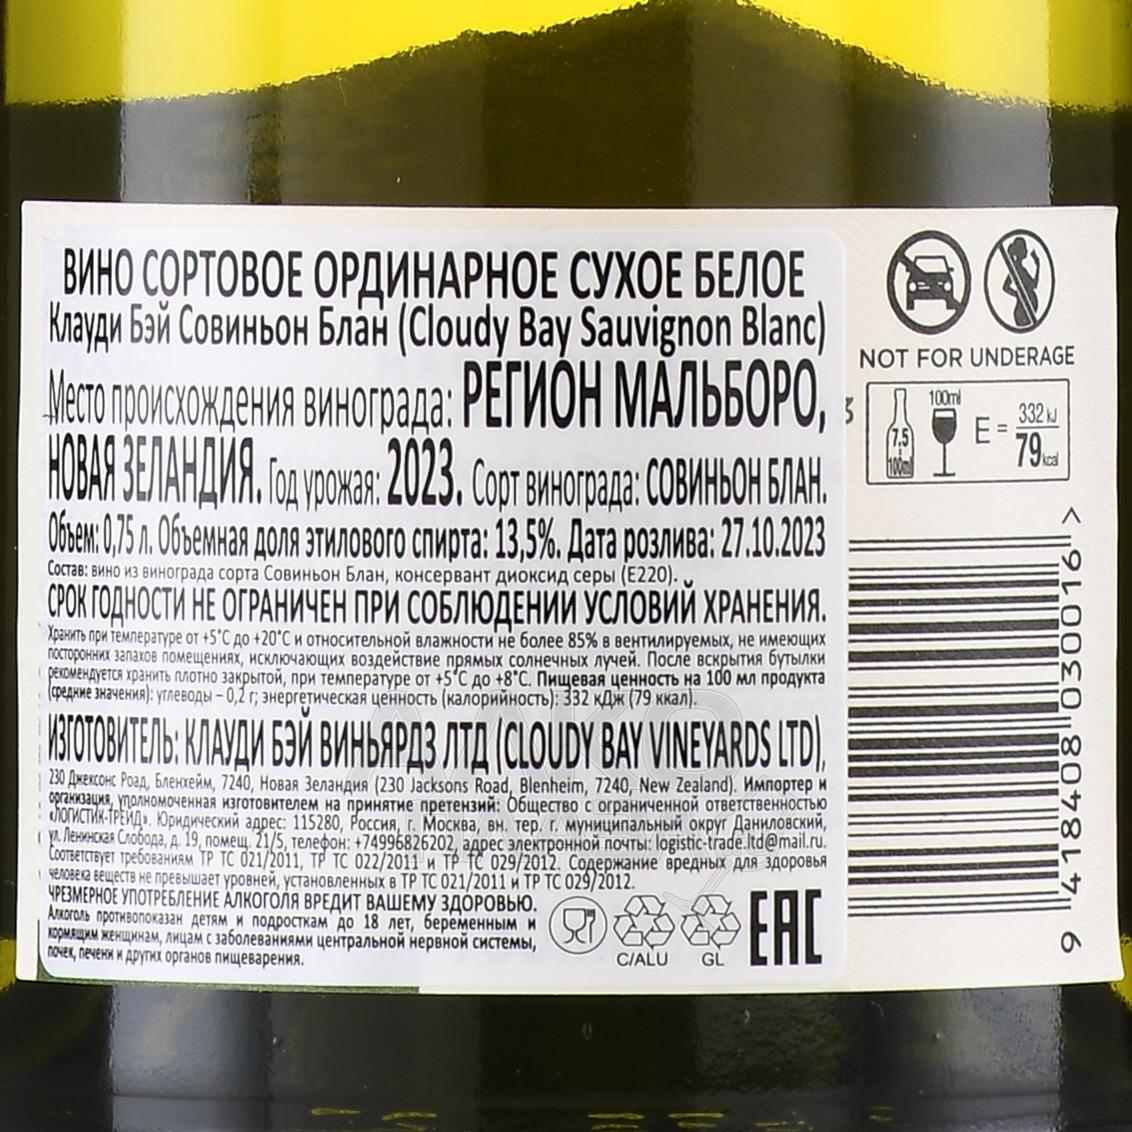 ВИНО СОРТОВОЕ ОРДИНАРНОЕ СУХОЕ БЕЛОЕ
Клауди Бэй Совиньон Блан (Cloudy Bay Sauvignon Blanc)
Место происхождения винограда: РЕГИОН МАЛЬБОРО,
НОВАЯ ЗЕЛАНДИЯ. Год урожая: 2023. Сорт винограда: СОВИНЬОН БЛАН.
Объем: 0,75 л. Объемная доля этилового спирта: 13,5%. Дата розлива: 27.10.2023
Состав: вино из винограда сорта Совиньон Блан, консервант диоксид серы (Е220).
СРОК ГОДНОСТИ НЕ ОГРАНИЧЕН ПРИ СОБЛЮДЕНИИ УСЛОВИЙ ХРАНЕНИЯ.
Хранить при температуре от +5°С до +20°С и относительной влажности не более 85% в вентилируемых, не имеющих
посторонних запахов помещениях, исключающих воздействие прямых солнечных лучей. После вскрытия бутылки
рекомендуется хранить плотно закрытой, при температуре от +5°С до +8°С. Пищевая ценность на 100 мл продукта
(средние значения): углеводы – 0,2 г; энергетическая ценность (калорийность): 332 кДж (79 ккал).
ИЗГОТОВИТЕЛЬ: КЛАУДИ БЭЙ ВИНЬЯРДЗ ЛТД (CLOUDY BAY VINEYARDS LTD),
230 Джексонс Роад, Бленхейм, 7240, Новая Зеландия (230 Jacksons Road, Blenheim, 7240, New Zealand). Импортер и
организация, уполномоченная изготовителем на принятие претензий: Общество с ограниченной ответственностью
«ЛОГИСТИК-ТРЕЙД». Юридический адрес: 115280, Россия, г. Москва, вн. тер. г. муниципальный округ Даниловский,
ул. Ленинская Слобода, д. 19, помещ. 21/5, телефон: +74996826202, адрес электронной почты: logistic-trade.ltd@mail.ru.
Соответствует требованиям ТР ТС 021/2011, ТР ТС 022/2011 и ТР ТС 029/2012. Содержание вредных для здоровья
человека веществ не превышает уровней, установленных в ТР ТС 021/2011 и ТР ТС 029/2012.
ЧРЕЗМЕРНОЕ УПОТРЕБЛЕНИЕ АЛКОГОЛЯ ВРЕДИТ ВАШЕМУ ЗДОРОВЬЮ.
Алкоголь противопоказан детям и подросткам до 18 лет, беременным и
кормящим женщинам, лицам с заболеваниями центральной нервной системы,
почек, печени и других органов пищеварения.
C/ALU GL EAC
NOT FOR UNDERAGE
100ml
7.5
100ml
E = 332 kJ
79 kcal
9 418408 030016 >